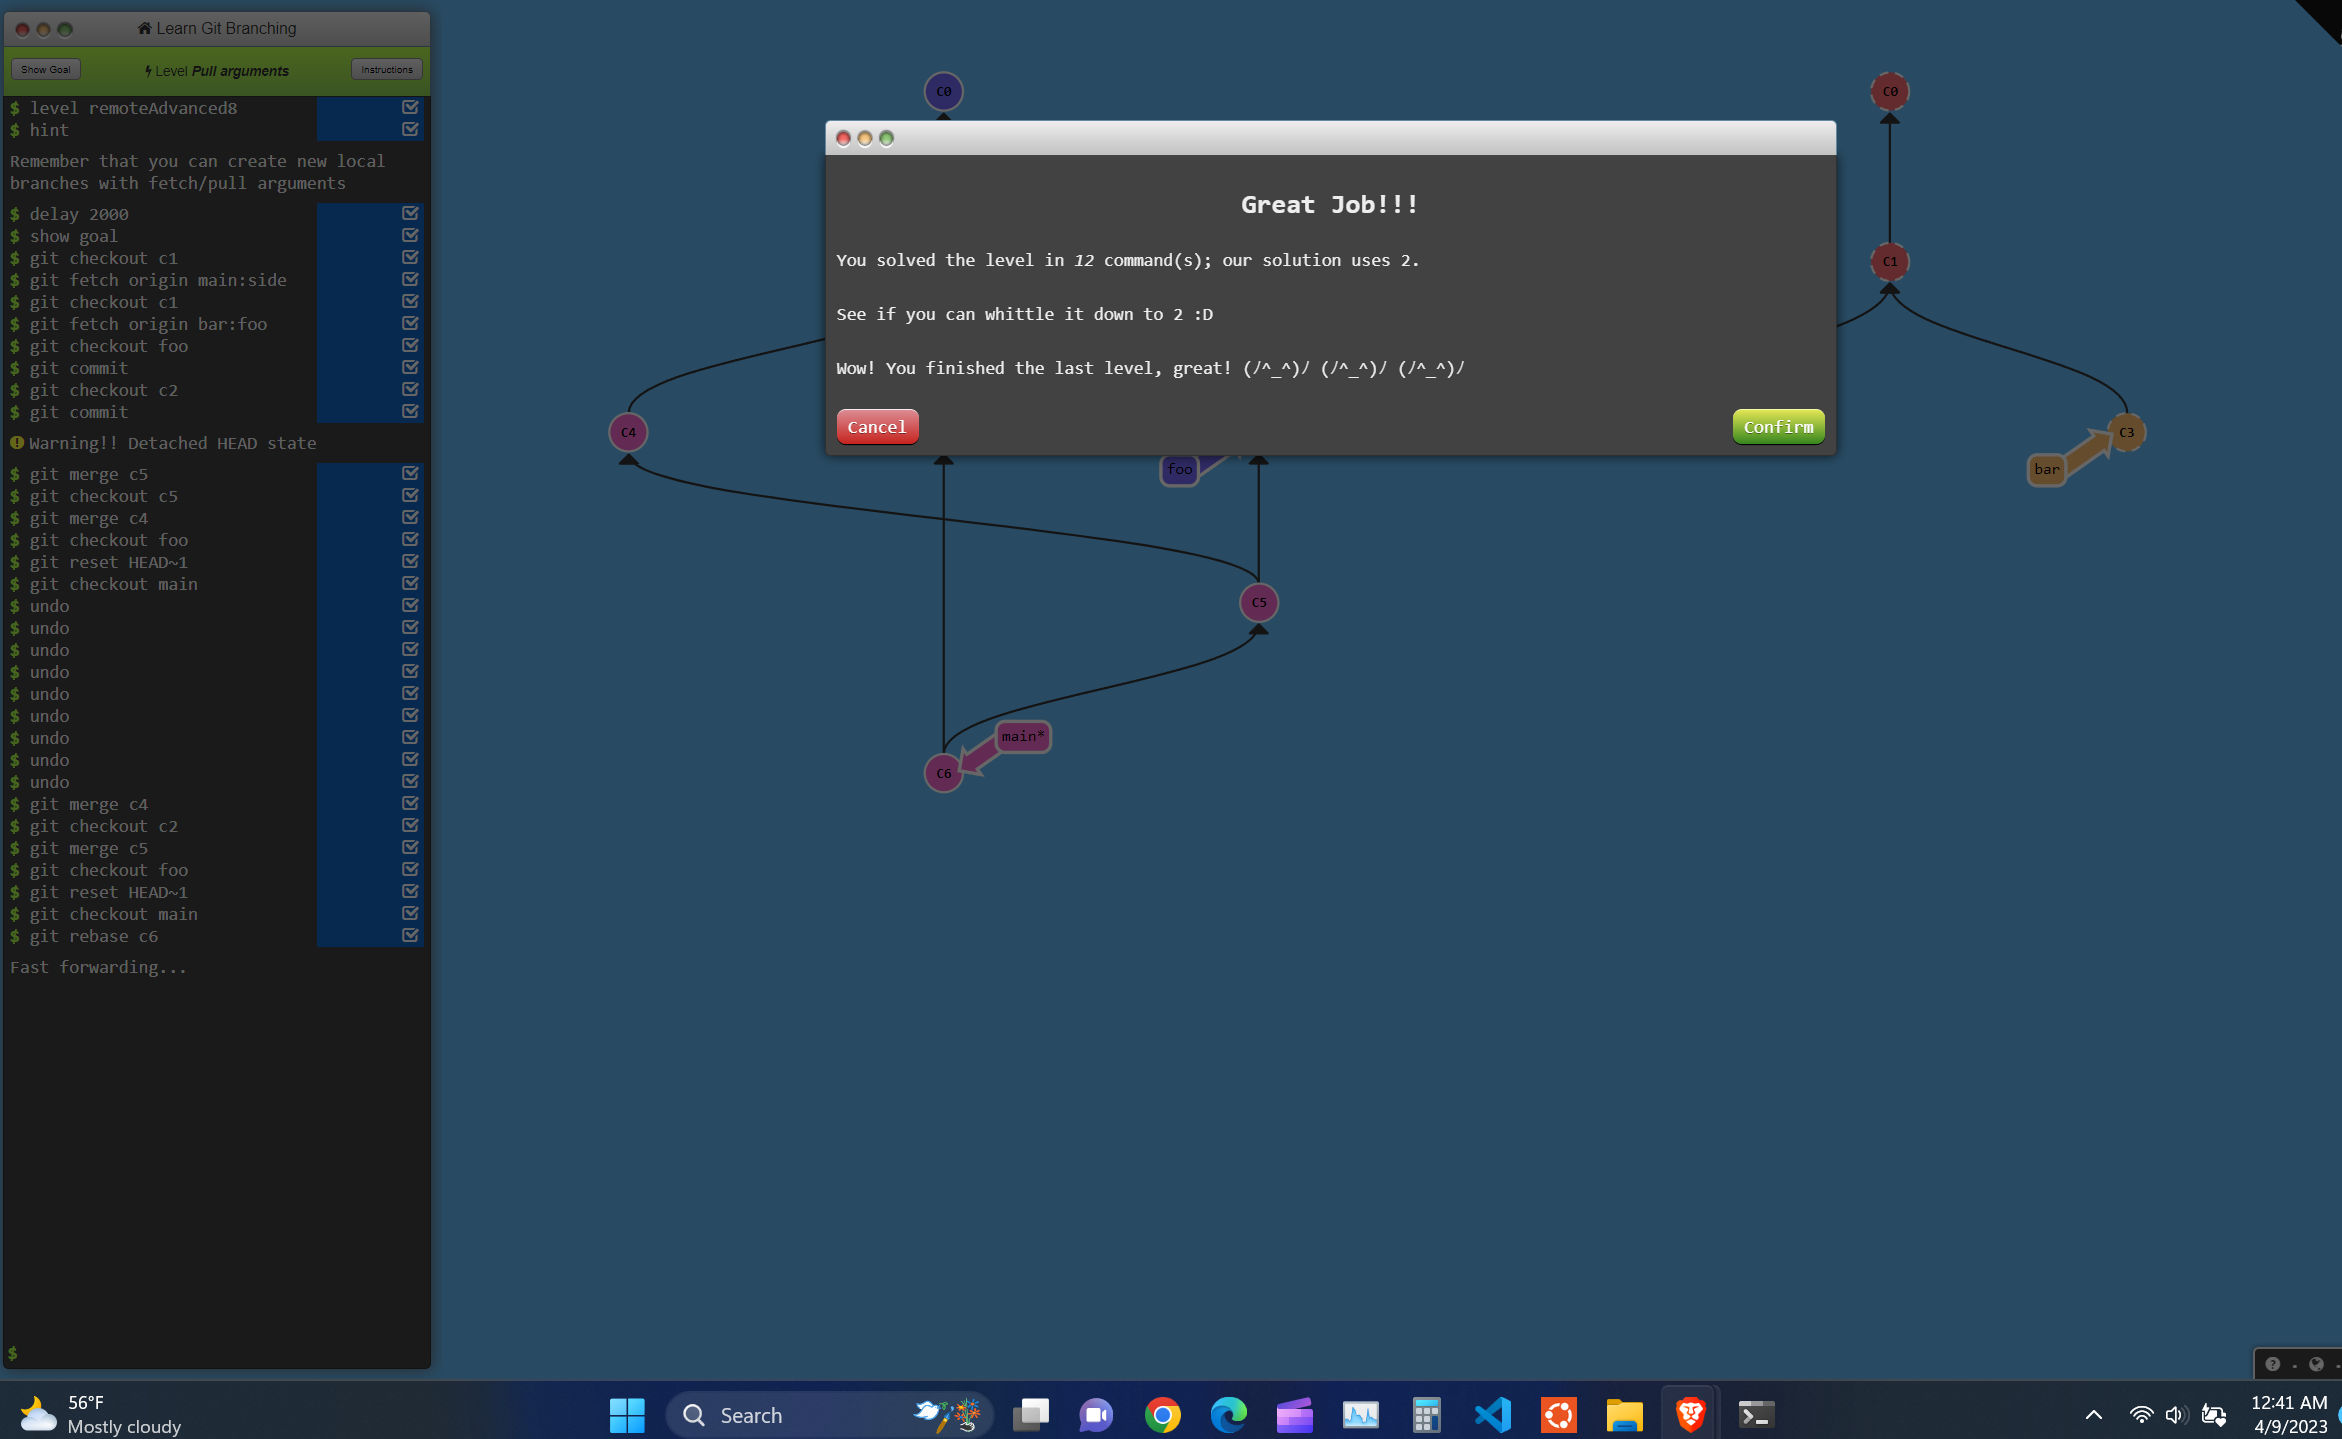 Learn Git Branching
Show Goal
Level Pull arguments
Instructions
$ level remoteAdvanced8
$ hint
Remember that you can create new local
branches with fetch/pull arguments
$ delay 2000
$ show goal
$ git checkout c1
$ git fetch origin main:side
$ git checkout c1
$ git fetch origin bar:foo
$ git checkout foo
$ git commit
$ git checkout c2
$ git commit
Warning!! Detached HEAD state
$ git merge c5
$ git checkout c5
$ git merge c4
$ git checkout foo
$ git reset HEAD~1
$ git checkout main
$ undo
$ undo
$ undo
$ undo
$ undo
$ undo
$ undo
$ undo
$ undo
$ git merge c4
$ git checkout c2
$ git merge c5
$ git checkout foo
$ git reset HEAD~1
$ git checkout main
$ git rebase c6
Fast forwarding...
$
C0
C0
Great Job!!!
You solved the level in 12 command(s); our solution uses 2.
See if you can whittle it down to 2 :D
Wow! You finished the last level, great! (ﾉ^_^)ﾉ (ﾉ^_^)ﾉ (ﾉ^_^)ﾉ
Cancel
Confirm
C1
C4
foo
C3
bar
C5
main*
C6
56°F
Mostly cloudy
Search
12:41 AM
4/9/2023